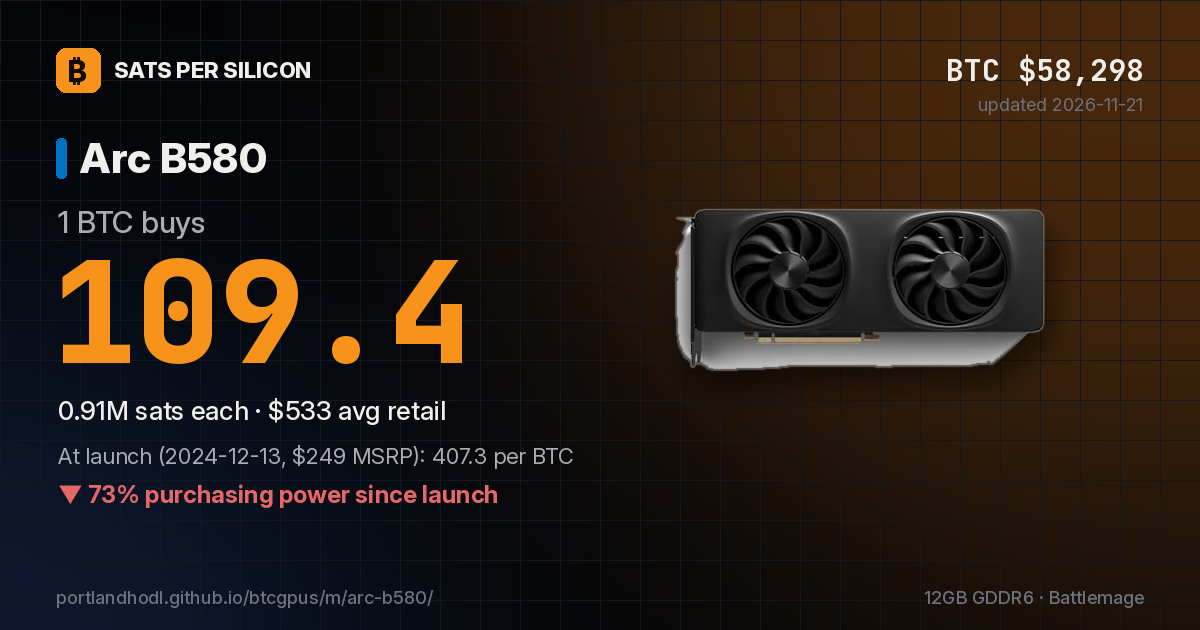 ₿ SATS PER SILICON
BTC $58,298
updated 2026-11-21
Arc B580
1 BTC buys
109.4
0.91M sats each · $533 avg retail
At launch (2024-12-13, $249 MSRP): 407.3 per BTC
▼ 73% purchasing power since launch
portlandhodl.github.io/btcgpus/m/arc-b580/
12GB GDDR6 · Battlemage